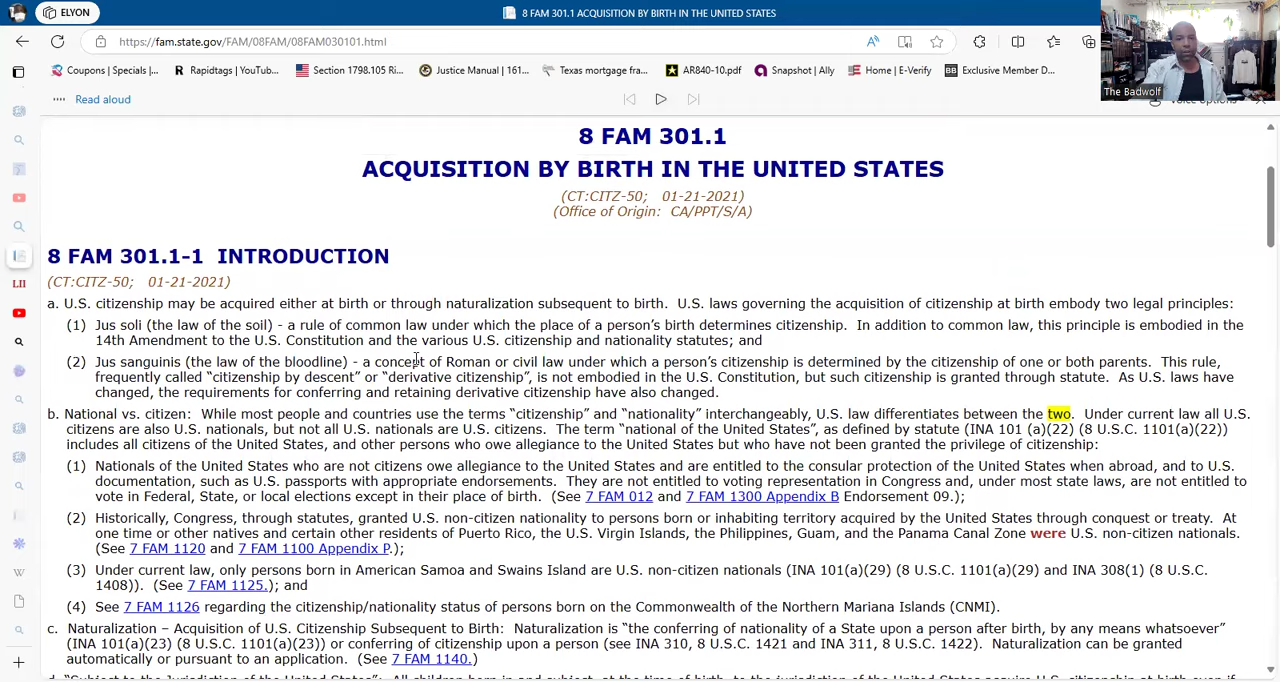 ELYON
8 FAM 301.1 ACQUISITION BY BIRTH IN THE UNITED STATES
https://fam.state.gov/FAM/08FAM/08FAM030101.html
Coupons | Specials |...
Rapidtags | YouTub...
Section 1798.105 Ri...
Justice Manual | 161...
Texas mortgage fra...
AR840-10.pdf
Snapshot | Ally
Home | E-Verify
BB Exclusive Member D...
The Badwolf
Read aloud
8 FAM 301.1
ACQUISITION BY BIRTH IN THE UNITED STATES
(CT:CITZ-50; 01-21-2021)
(Office of Origin: CA/PPT/S/A)
8 FAM 301.1-1 INTRODUCTION
(CT:CITZ-50; 01-21-2021)
a. U.S. citizenship may be acquired either at birth or through naturalization subsequent to birth. U.S. laws governing the acquisition of citizenship at birth embody two legal principles:
(1) Jus soli (the law of the soil) - a rule of common law under which the place of a person's birth determines citizenship. In addition to common law, this principle is embodied in the
14th Amendment to the U.S. Constitution and the various U.S. citizenship and nationality statutes; and
(2) Jus sanguinis (the law of the bloodline) - a concept of Roman or civil law under which a person's citizenship is determined by the citizenship of one or both parents. This rule,
frequently called "citizenship by descent" or "derivative citizenship", is not embodied in the U.S. Constitution, but such citizenship is granted through statute. As U.S. laws have
changed, the requirements for conferring and retaining derivative citizenship have also changed.
b. National vs. citizen: While most people and countries use the terms "citizenship" and "nationality" interchangeably, U.S. law differentiates between the two. Under current law all U.S.
citizens are also U.S. nationals, but not all U.S. nationals are U.S. citizens. The term "national of the United States", as defined by statute (INA 101 (a)(22) (8 U.S.C. 1101(a)(22))
includes all citizens of the United States, and other persons who owe allegiance to the United States but who have not been granted the privilege of citizenship:
(1) Nationals of the United States who are not citizens owe allegiance to the United States and are entitled to the consular protection of the United States when abroad, and to U.S.
documentation, such as U.S. passports with appropriate endorsements. They are not entitled to voting representation in Congress and, under most state laws, are not entitled to
vote in Federal, State, or local elections except in their place of birth. (See 7 FAM 012 and 7 FAM 1300 Appendix B Endorsement 09.);
(2) Historically, Congress, through statutes, granted U.S. non-citizen nationality to persons born or inhabiting territory acquired by the United States through conquest or treaty. At
one time or other natives and certain other residents of Puerto Rico, the U.S. Virgin Islands, the Philippines, Guam, and the Panama Canal Zone were U.S. non-citizen nationals.
(See 7 FAM 1120 and 7 FAM 1100 Appendix P.);
(3) Under current law, only persons born in American Samoa and Swains Island are U.S. non-citizen nationals (INA 101(a)(29) (8 U.S.C. 1101(a)(29) and INA 308(1) (8 U.S.C.
1408)). (See 7 FAM 1125.); and
(4) See 7 FAM 1126 regarding the citizenship/nationality status of persons born on the Commonwealth of the Northern Mariana Islands (CNMI).
c. Naturalization – Acquisition of U.S. Citizenship Subsequent to Birth: Naturalization is "the conferring of nationality of a State upon a person after birth, by any means whatsoever"
(INA 101(a)(23) (8 U.S.C. 1101(a)(23)) or conferring of citizenship upon a person (see INA 310, 8 U.S.C. 1421 and INA 311, 8 U.S.C. 1422). Naturalization can be granted
automatically or pursuant to an application. (See 7 FAM 1140.)